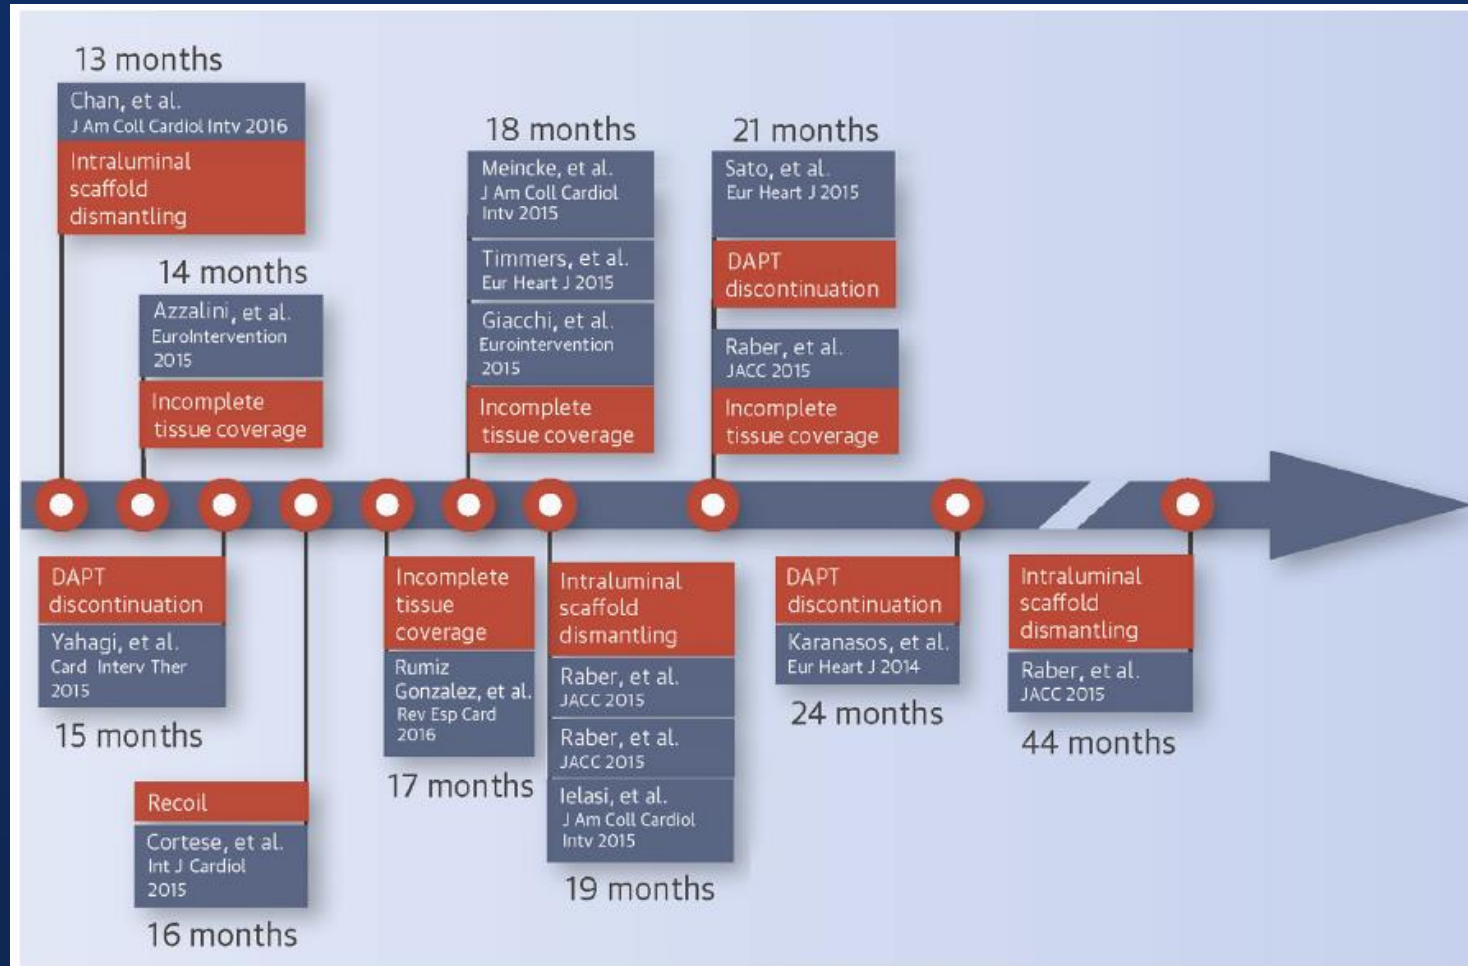 13 months
Chan, et al.
J Am Coll Cardiol Intv 2016
Intraluminal
scaffold
dismantling
14 months
Azzalini, et al.
EuroIntervention
2015
Incomplete
tissue coverage
18 months
Meincke, et al.
J Am Coll Cardiol
Intv 2015
Timmers, et al.
Eur Heart J 2015
Giacchi, et al.
Eurointervention
2015
Incomplete
tissue coverage
21 months
Sato, et al.
Eur Heart J 2015
DAPT
discontinuation
Raber, et al.
JACC 2015
Incomplete
tissue coverage
DAPT
discontinuation
Yahagi, et al.
Card Interv Ther
2015
15 months
Recoil
Cortese, et al.
Int J Cardiol
2015
16 months
Incomplete
tissue
coverage
Rumiz
Gonzalez, et al.
Rev Esp Card
2016
17 months
Intraluminal
scaffold
dismantling
Raber, et al.
JACC 2015
Raber, et al.
JACC 2015
Ielasi, et al.
J Am Coll Cardiol
Intv 2015
19 months
DAPT
discontinuation
Karanasos, et al.
Eur Heart J 2014
24 months
Intraluminal
scaffold
dismantling
Raber, et al.
JACC 2015
44 months